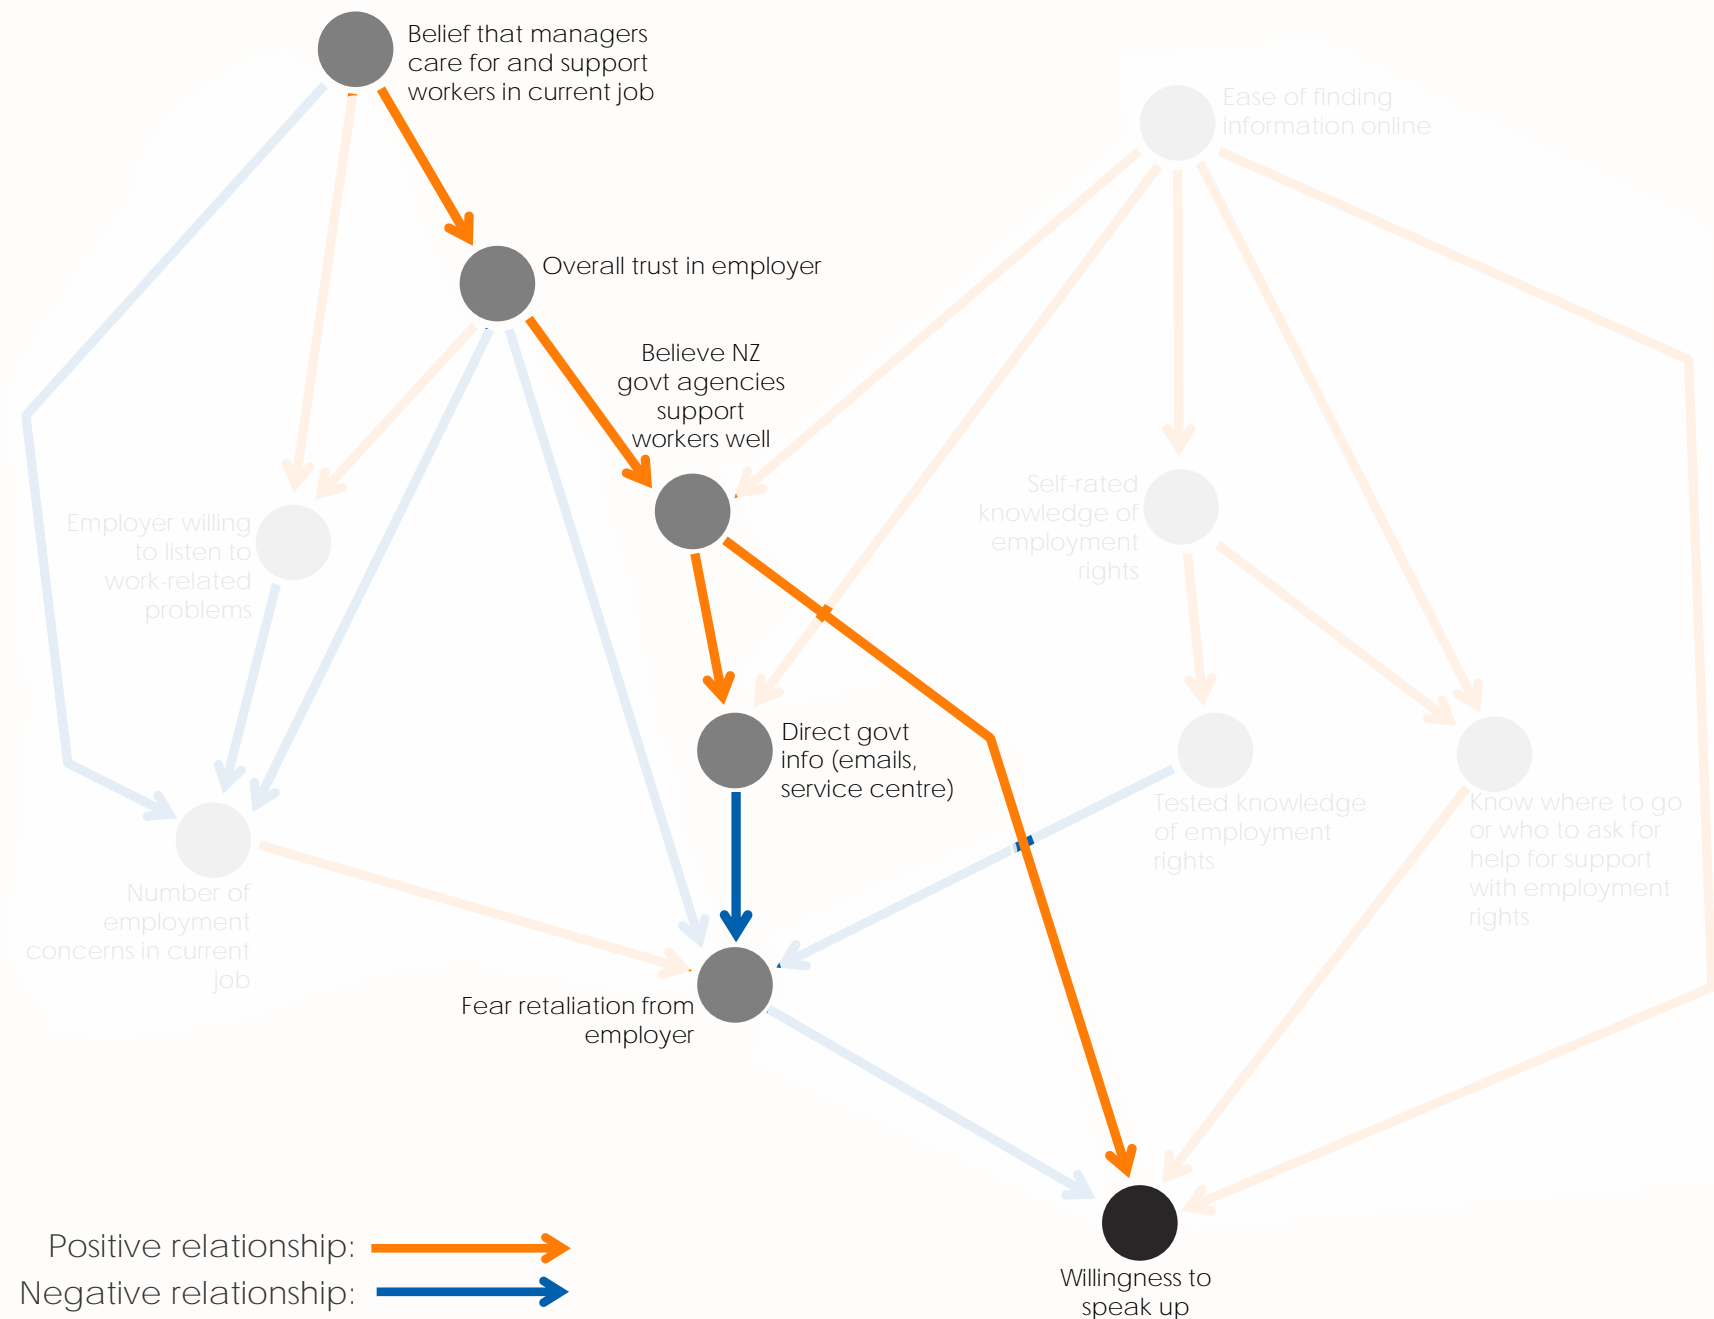 Belief that managers
care for and support
workers in current job
Ease of finding
information online
Overall trust in employer
Believe NZ
govt agencies
support
workers well
Self-rated
knowledge of
employment
rights
Employer willing
to listen to
work-related
problems
Direct govt
info (emails,
service centre)
Tested knowledge
of employment
rights
Know where to go
or who to ask for
help for support
with employment
rights
Number of
employment
concerns in current
job
Fear retaliation from
employer
Positive relationship:
Negative relationship:
Willingness to
speak up